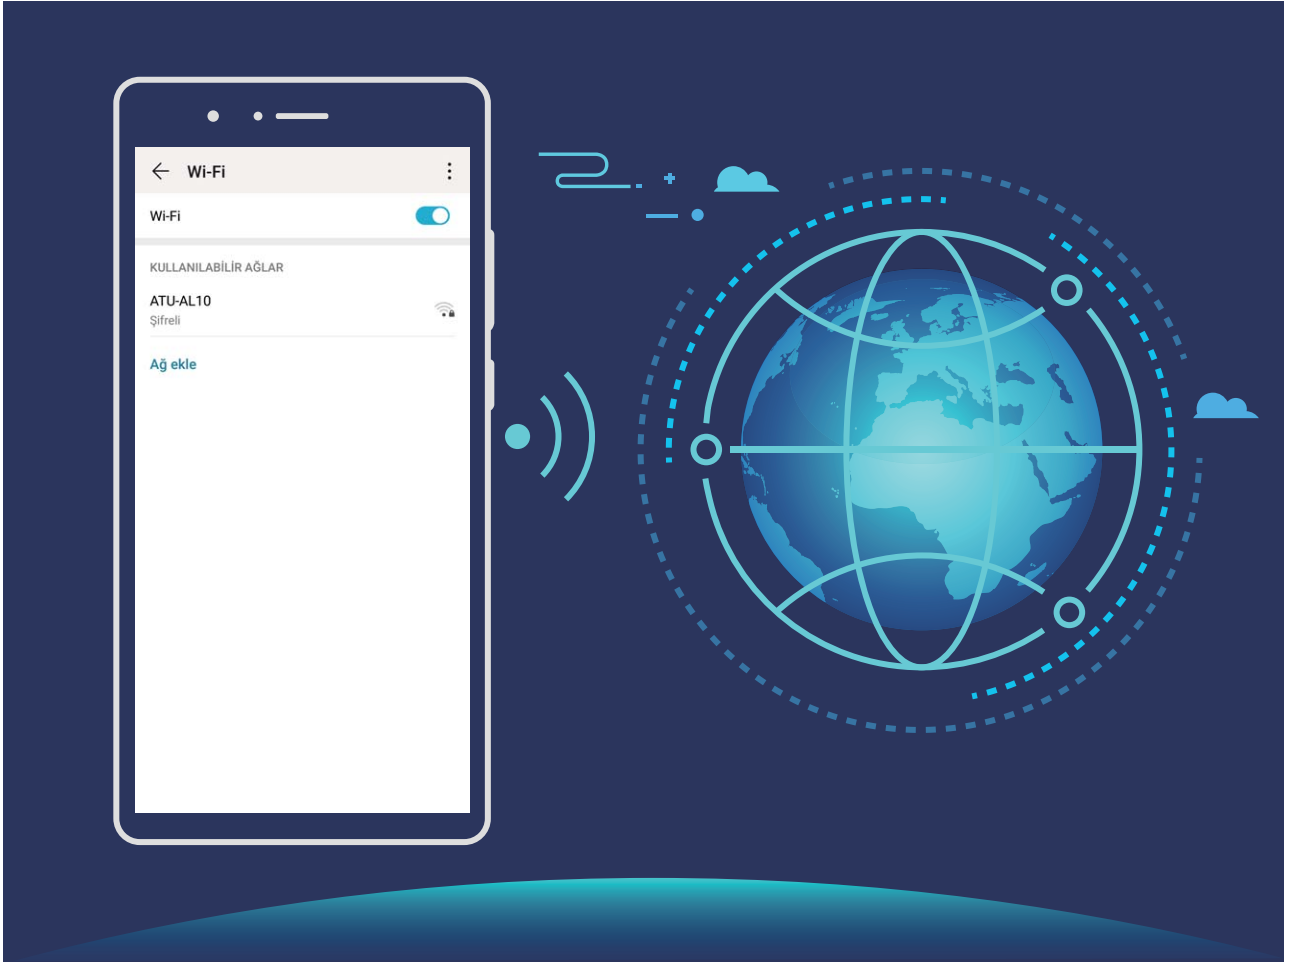 Wi-Fi
Wi-Fi
KULLANILABİLİR AĞLAR
ATU-AL10
Şifreli
Ağ ekle